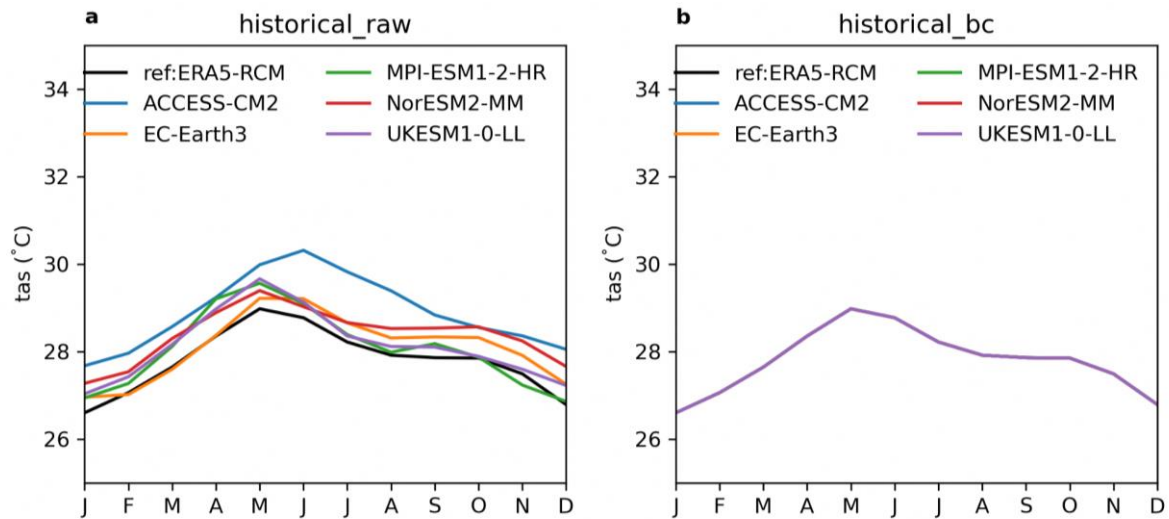 a
historical_raw
ref:ERA5-RCM
ACCESS-CM2
EC-Earth3
MPI-ESM1-2-HR
NorESM2-MM
UKESM1-0-LL
tas (°C)
34
32
30
28
26
J F M A M J J A S O N D
b
historical_bc
ref:ERA5-RCM
ACCESS-CM2
EC-Earth3
MPI-ESM1-2-HR
NorESM2-MM
UKESM1-0-LL
tas (°C)
34
32
30
28
26
J F M A M J J A S O N D